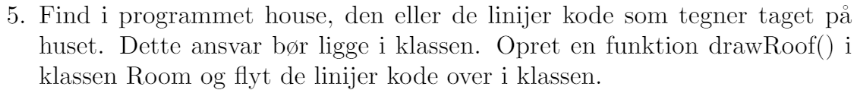 5. Find i programmet house, den eller de linijer kode som tegner taget på
huset. Dette ansvar bør ligge i klassen. Opret en funktion drawRoof() i
klassen Room og flyt de linijer kode over i klassen.